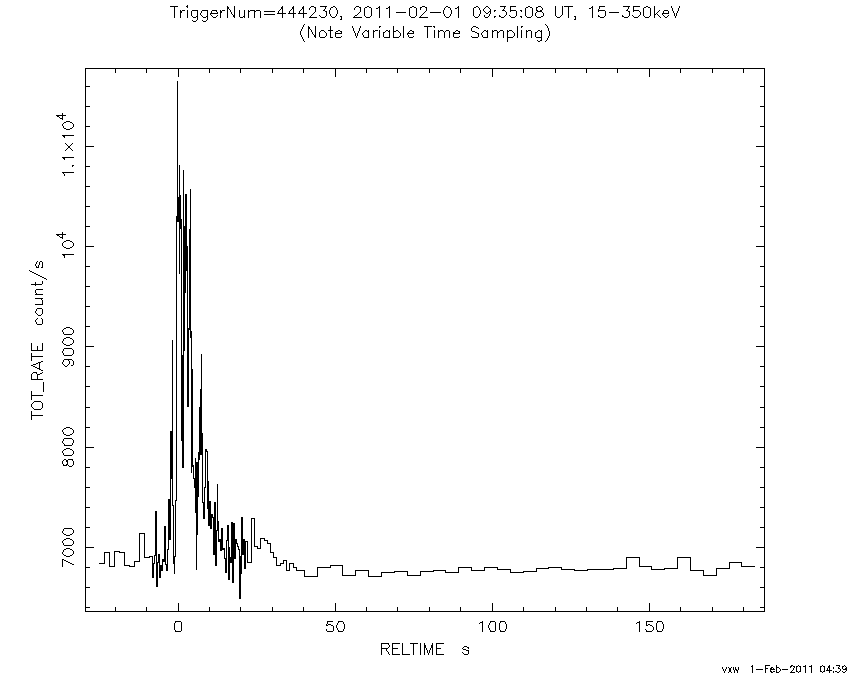 TriggerNum=444230, 2011-02-01 09:35:08 UT, 15-350keV
(Note Variable Time Sampling)
TOT_RATE count/s
1.1×10⁴
10⁴
9000
8000
7000
0 50 100 150
RELTIME s
vxw 1-Feb-2011 04:39